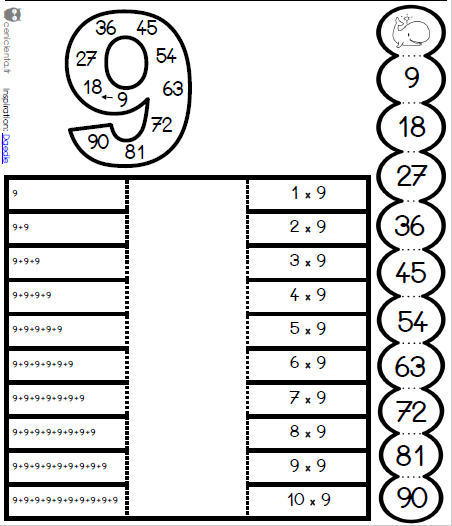 cenicienta.fr
Inspiration: Dgedie
36 45
27 54
18 ← 9 63
72
90 81
9
1 x 9
9+9
2 x 9
9+9+9
3 x 9
9+9+9+9
4 x 9
9+9+9+9+9
5 x 9
9+9+9+9+9+9
6 x 9
9+9+9+9+9+9+9
7 x 9
9+9+9+9+9+9+9+9
8 x 9
9+9+9+9+9+9+9+9+9
9 x 9
9+9+9+9+9+9+9+9+9+9
10 x 9
9
18
27
36
45
54
63
72
81
90